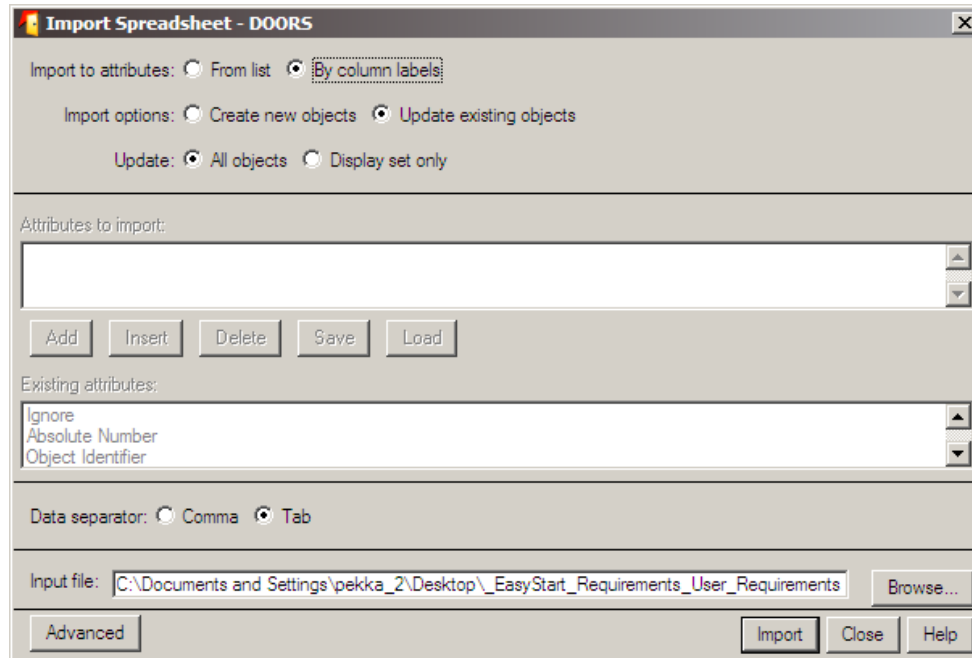 Import Spreadsheet - DOORS
Import to attributes: From list By column labels
Import options: Create new objects Update existing objects
Update: All objects Display set only
Attributes to import:
Add Insert Delete Save Load
Existing attributes:
Ignore
Absolute Number
Object Identifier
Data separator: Comma Tab
Input file: C:\Documents and Settings\pekka_2\Desktop\_EasyStart_Requirements_User_Requirements Browse...
Advanced Import Close Help